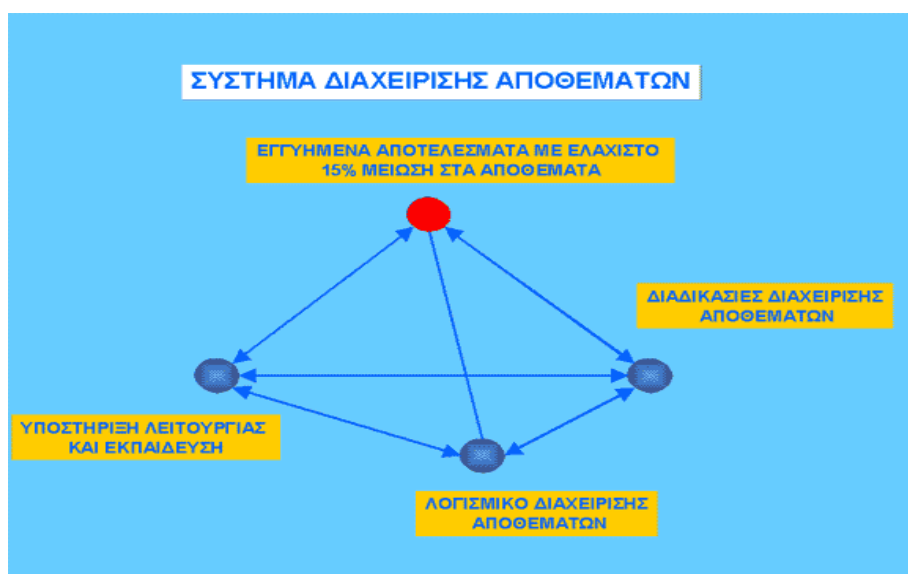 ΣΥΣΤΗΜΑ ΔΙΑΧΕΙΡΙΣΗΣ ΑΠΟΘΕΜΑΤΩΝ
ΕΓΓΥΗΜΕΝΑ ΑΠΟΤΕΛΕΣΜΑΤΑ ΜΕ ΕΛΑΧΙΣΤΟ
15% ΜΕΙΩΣΗ ΣΤΑ ΑΠΟΘΕΜΑΤΑ
ΔΙΑΔΙΚΑΣΙΕΣ ΔΙΑΧΕΙΡΙΣΗΣ
ΑΠΟΘΕΜΑΤΩΝ
ΥΠΟΣΤΗΡΙΞΗ ΛΕΙΤΟΥΡΓΙΑΣ
ΚΑΙ ΕΚΠΑΙΔΕΥΣΗ
ΛΟΓΙΣΜΙΚΟ ΔΙΑΧΕΙΡΙΣΗΣ
ΑΠΟΘΕΜΑΤΩΝ